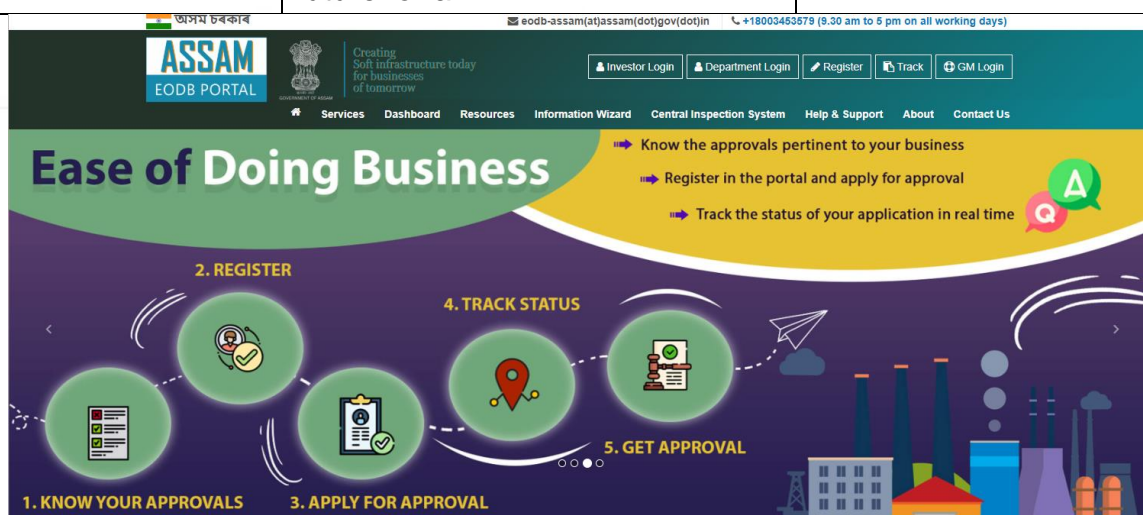 অসম চৰকাৰ
eodb-assam(at)assam(dot)gov(dot)in
+18003453579 (9.30 am to 5 pm on all working days)
ASSAM
EODB PORTAL
GOVERNMENT OF ASSAM
Creating
Soft infrastructure today
for businesses
of tomorrow
Investor Login
Department Login
Register
Track
GM Login
Services Dashboard Resources Information Wizard Central Inspection System Help & Support About Contact Us
Ease of Doing Business
Know the approvals pertinent to your business
Register in the portal and apply for approval
Track the status of your application in real time
Q
A
2. REGISTER
4. TRACK STATUS
5. GET APPROVAL
1. KNOW YOUR APPROVALS
3. APPLY FOR APPROVAL